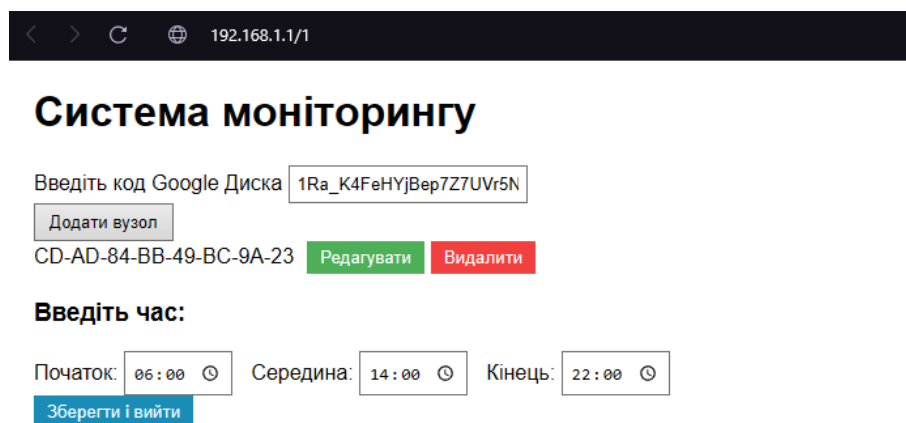 192.168.1.1/1
Система моніторингу
Введіть код Google Диска 1Ra_K4FeHYjBep7Z7UVr5N
Додати вузол
CD-AD-84-BB-49-BC-9A-23 Редагувати Видалити
Введіть час:
Початок: 06:00 Середина: 14:00 Кінець: 22:00
Зберегти і вийти